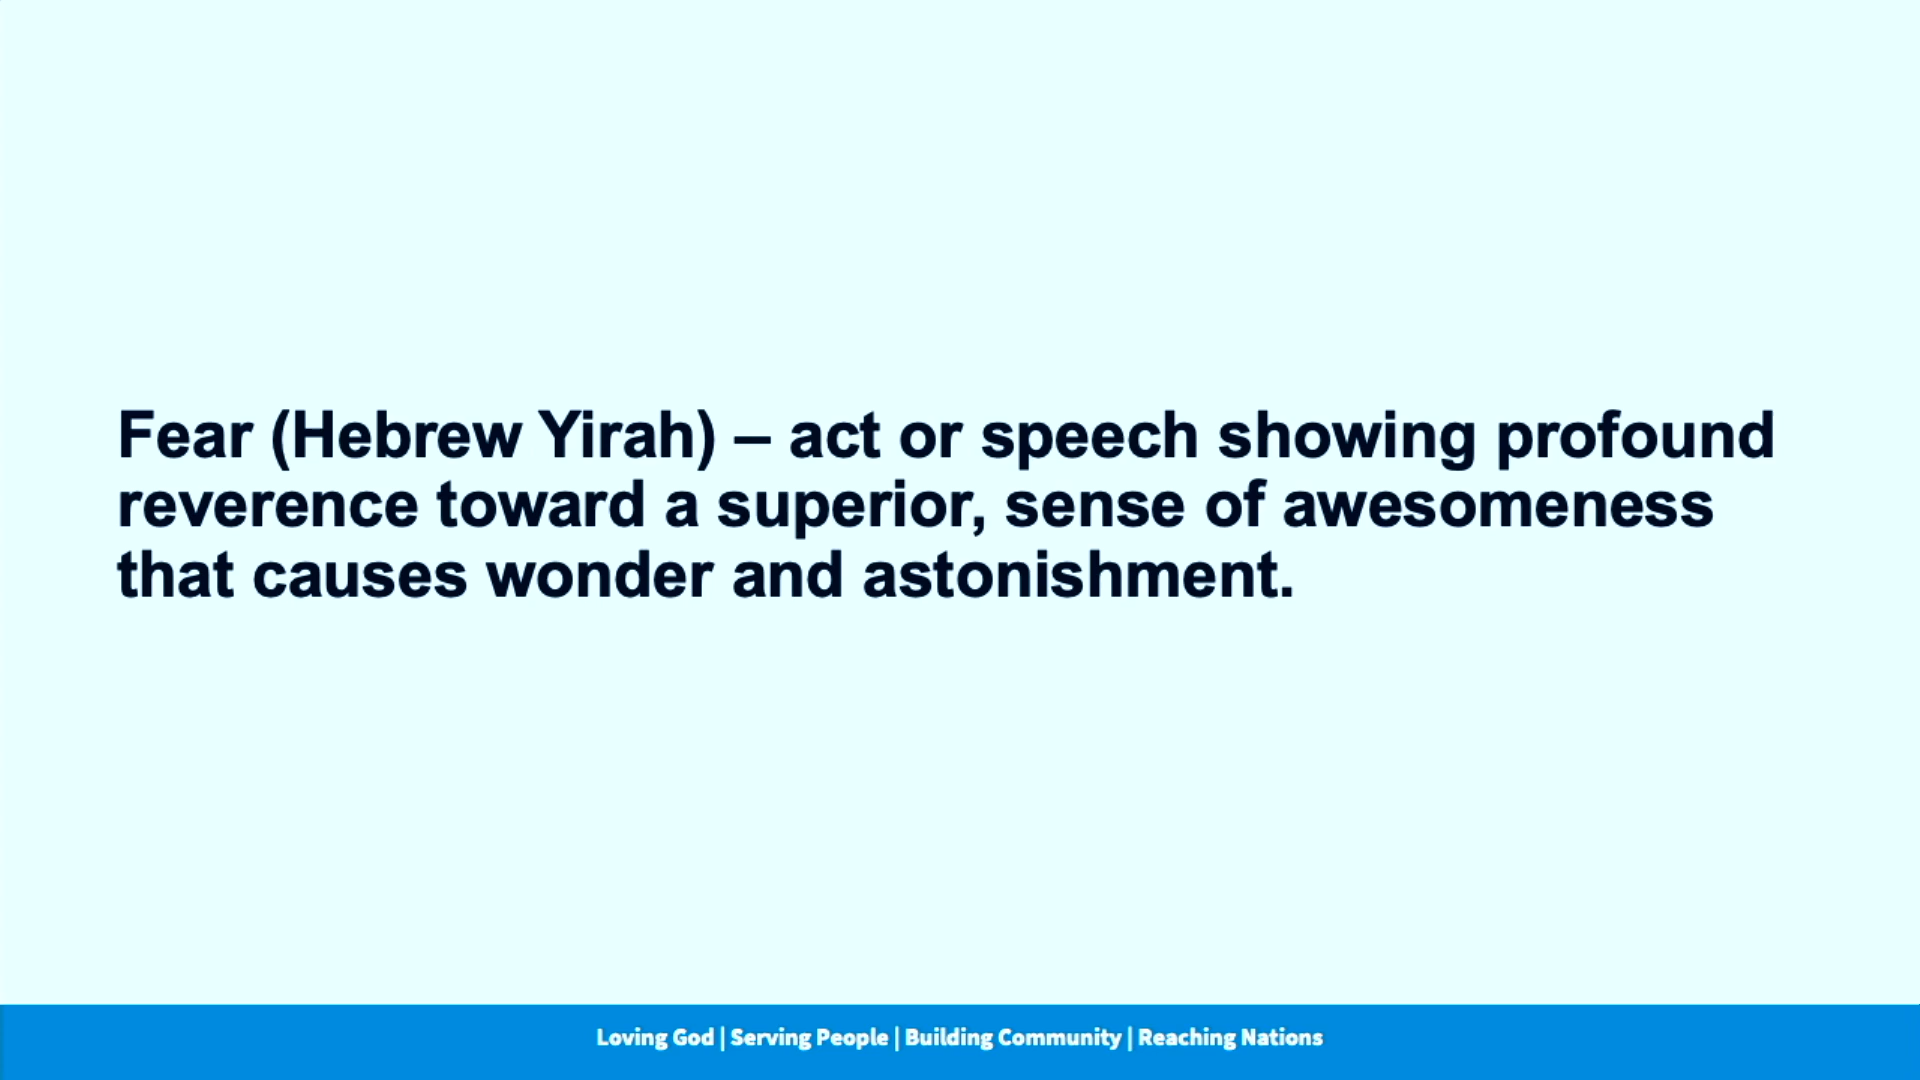 Fear (Hebrew Yirah) – act or speech showing profound
reverence toward a superior, sense of awesomeness
that causes wonder and astonishment.
Loving God | Serving People | Building Community | Reaching Nations